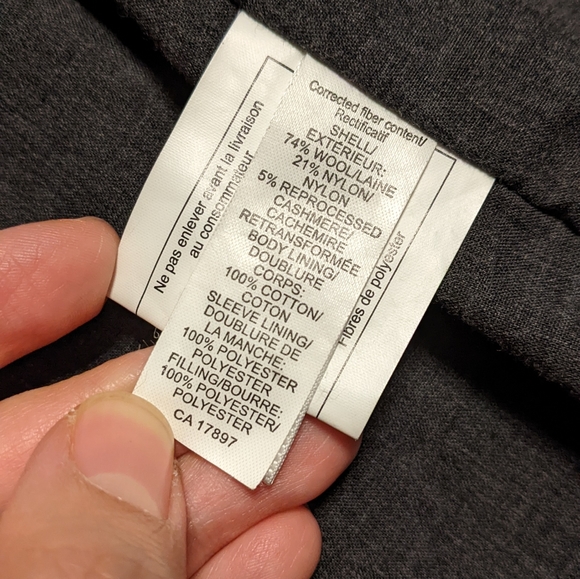 Corrected fiber content/
Rectificatif
SHELL/
EXTÉRIEUR:
74% WOOL/LAINE
21% NYLON/
NYLON
5% REPROCESSED
CASHMERE/
CACHEMIRE
RETRANSFORMÉE
BODY LINING/
DOUBLURE
CORPS:
100% COTTON/
COTON
SLEEVE LINING/
DOUBLURE DE
LA MANCHE:
100% POLYESTER
POLYESTER
FILLING/BOURRE:
100% POLYESTER/
POLYESTER
CA 17897
Ne pas enlever avant la livraison
au consommateur
Fibres de polyester